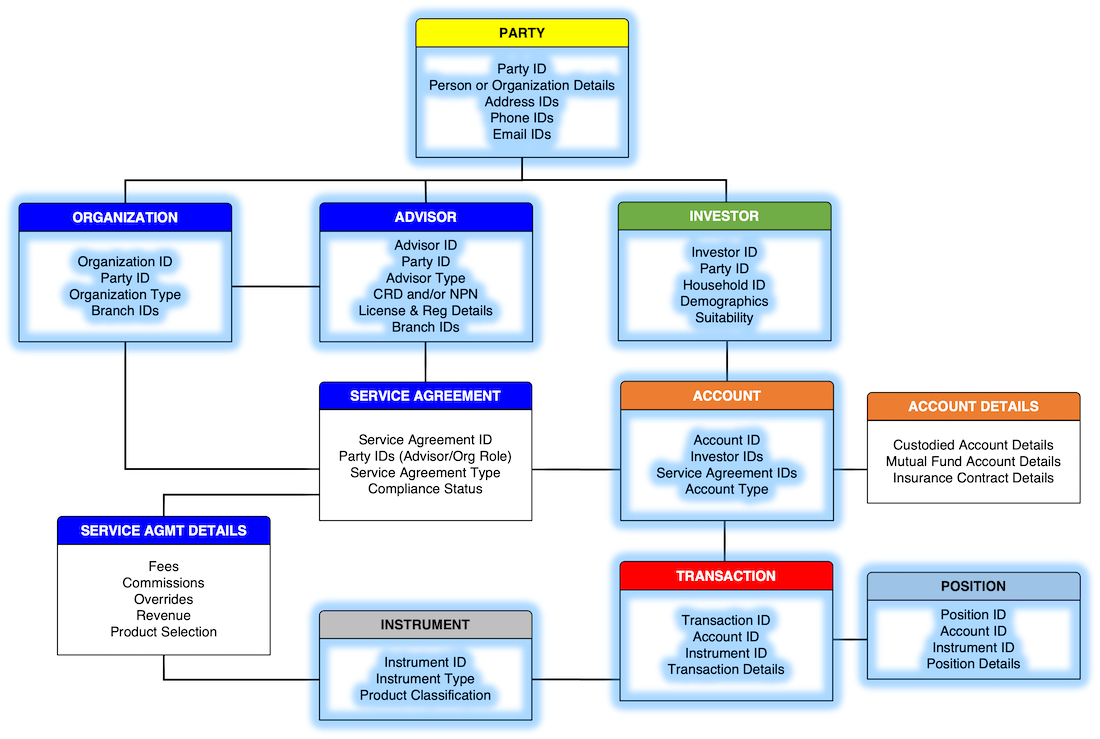 PARTY
Party ID
Person or Organization Details
Address IDs
Phone IDs
Email IDs
ORGANIZATION
Organization ID
Party ID
Organization Type
Branch IDs
ADVISOR
Advisor ID
Party ID
Advisor Type
CRD and/or NPN
License & Reg Details
Branch IDs
INVESTOR
Investor ID
Party ID
Household ID
Demographics
Suitability
SERVICE AGREEMENT
Service Agreement ID
Party IDs (Advisor/Org Role)
Service Agreement Type
Compliance Status
ACCOUNT
Account ID
Investor IDs
Service Agreement IDs
Account Type
ACCOUNT DETAILS
Custodied Account Details
Mutual Fund Account Details
Insurance Contract Details
SERVICE AGMT DETAILS
Fees
Commissions
Overrides
Revenue
Product Selection
INSTRUMENT
Instrument ID
Instrument Type
Product Classification
TRANSACTION
Transaction ID
Account ID
Instrument ID
Transaction Details
POSITION
Position ID
Account ID
Instrument ID
Position Details